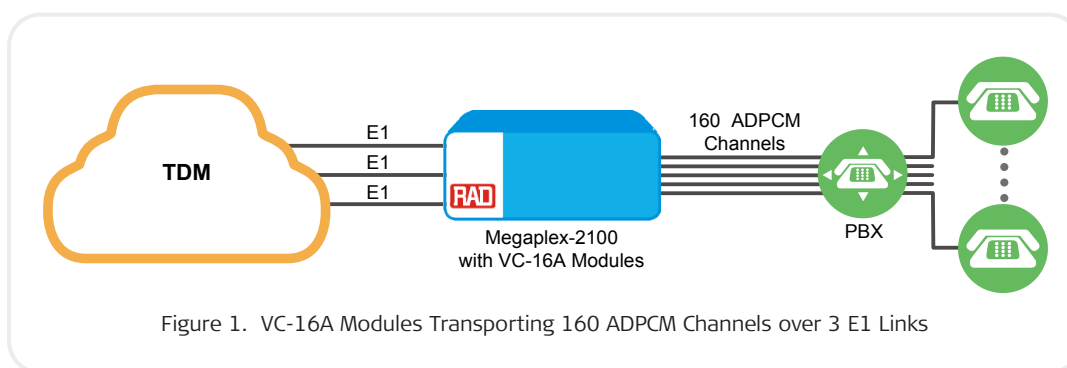 TDM
E1
E1
E1
RAD
Megaplex-2100
with VC-16A Modules
160 ADPCM
Channels
PBX
Figure 1. VC-16A Modules Transporting 160 ADPCM Channels over 3 E1 Links